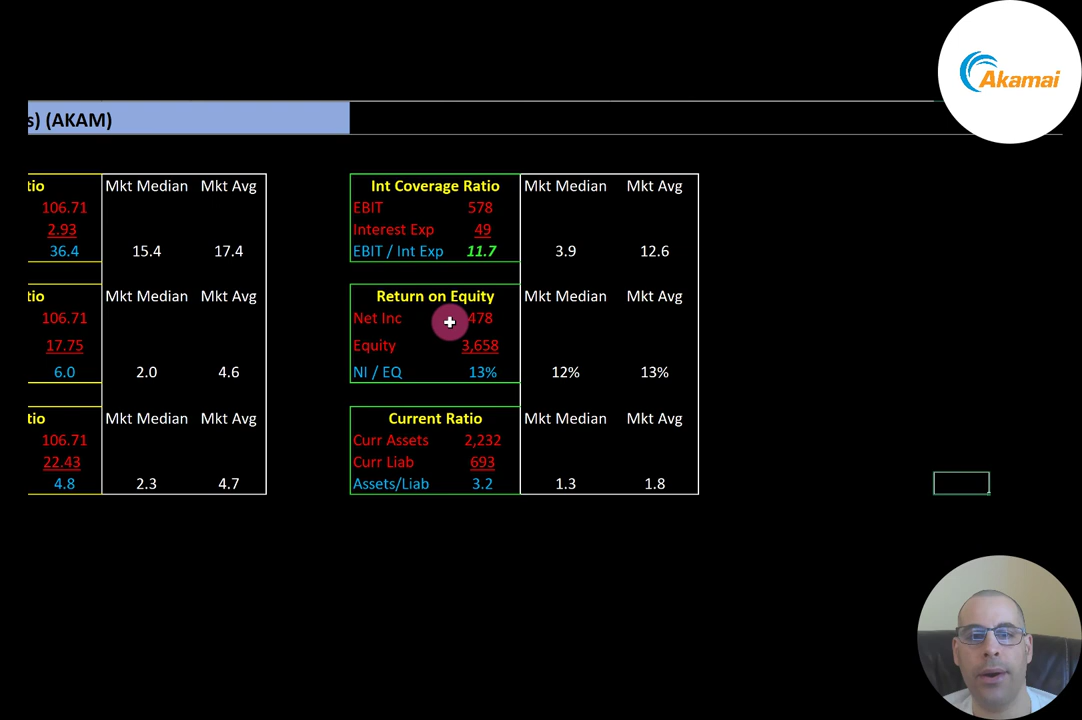 Akamai
s) (AKAM)
tio Mkt Median Mkt Avg
106.71
2.93
36.4 15.4 17.4
tio Mkt Median Mkt Avg
106.71
17.75
6.0 2.0 4.6
tio Mkt Median Mkt Avg
106.71
22.43
4.8 2.3 4.7
Int Coverage Ratio Mkt Median Mkt Avg
EBIT 578
Interest Exp 49
EBIT / Int Exp 11.7 3.9 12.6
Return on Equity Mkt Median Mkt Avg
Net Inc 478
Equity 3,658
NI / EQ 13% 12% 13%
Current Ratio Mkt Median Mkt Avg
Curr Assets 2,232
Curr Liab 693
Assets/Liab 3.2 1.3 1.8